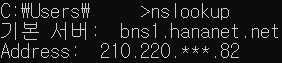 C:₩Users₩     >nslookup
기본 서버:  bns1.hananet.net
Address:  210.220.***.82